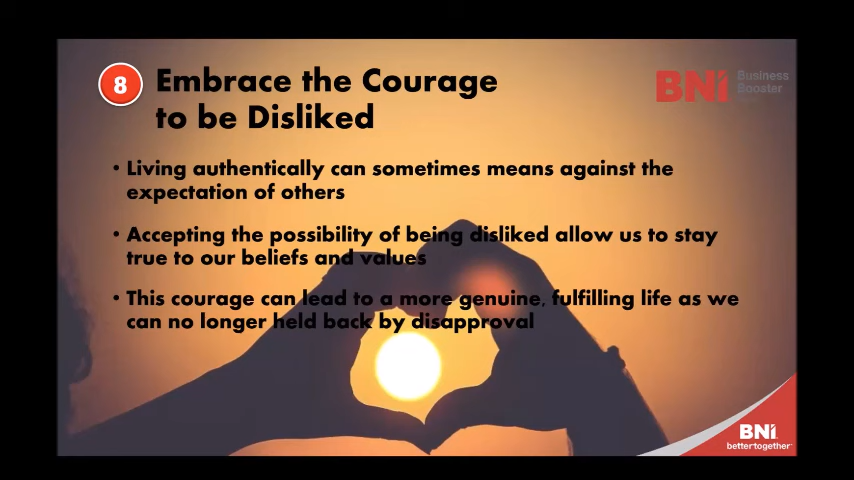 8
Embrace the Courage
to be Disliked
BNI
Business
Booster
• Living authentically can sometimes means against the
expectation of others
• Accepting the possibility of being disliked allow us to stay
true to our beliefs and values
• This courage can lead to a more genuine, fulfilling life as we
can no longer held back by disapproval
BNI
bettertogether